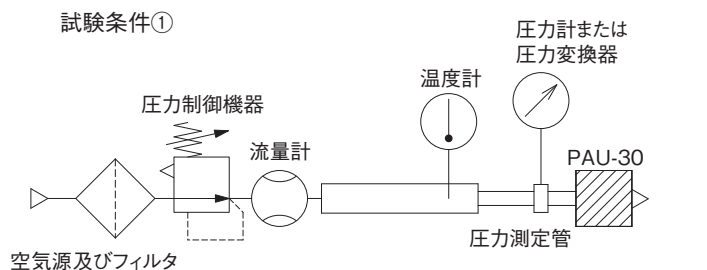 試験条件①
圧力計または
圧力変換器
温度計
圧力制御機器
流量計
PAU-30
圧力測定管
空気源及びフィルタ